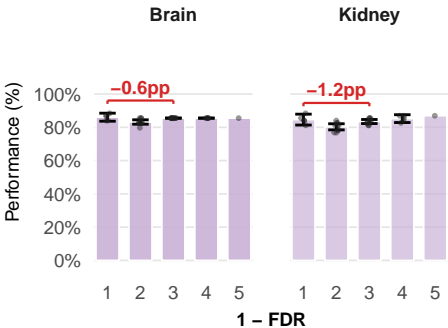 Brain Kidney
−0.6pp −1.2pp
100%
80%
60%
40%
20%
0%
Performance (%)
1 2 3 4 5 1 2 3 4 5
1 − FDR